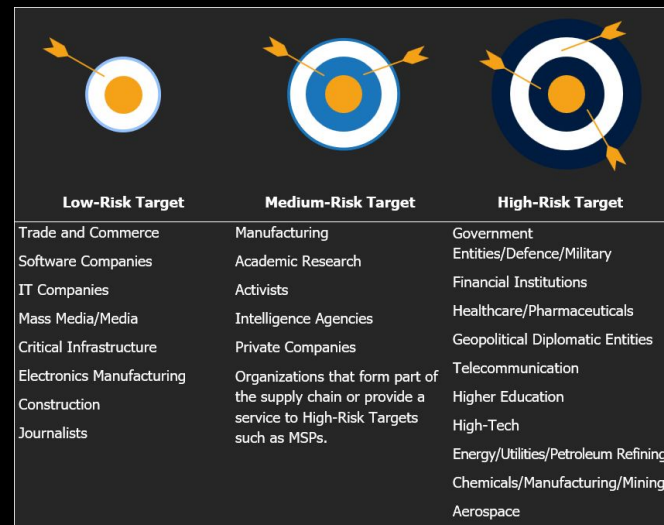 Low-Risk Target
Medium-Risk Target
High-Risk Target
Trade and Commerce
Software Companies
IT Companies
Mass Media/Media
Critical Infrastructure
Electronics Manufacturing
Construction
Journalists
Manufacturing
Academic Research
Activists
Intelligence Agencies
Private Companies
Organizations that form part of
the supply chain or provide a
service to High-Risk Targets
such as MSPs.
Government
Entities/Defence/Military
Financial Institutions
Healthcare/Pharmaceuticals
Geopolitical Diplomatic Entities
Telecommunication
Higher Education
High-Tech
Energy/Utilities/Petroleum Refining
Chemicals/Manufacturing/Mining
Aerospace